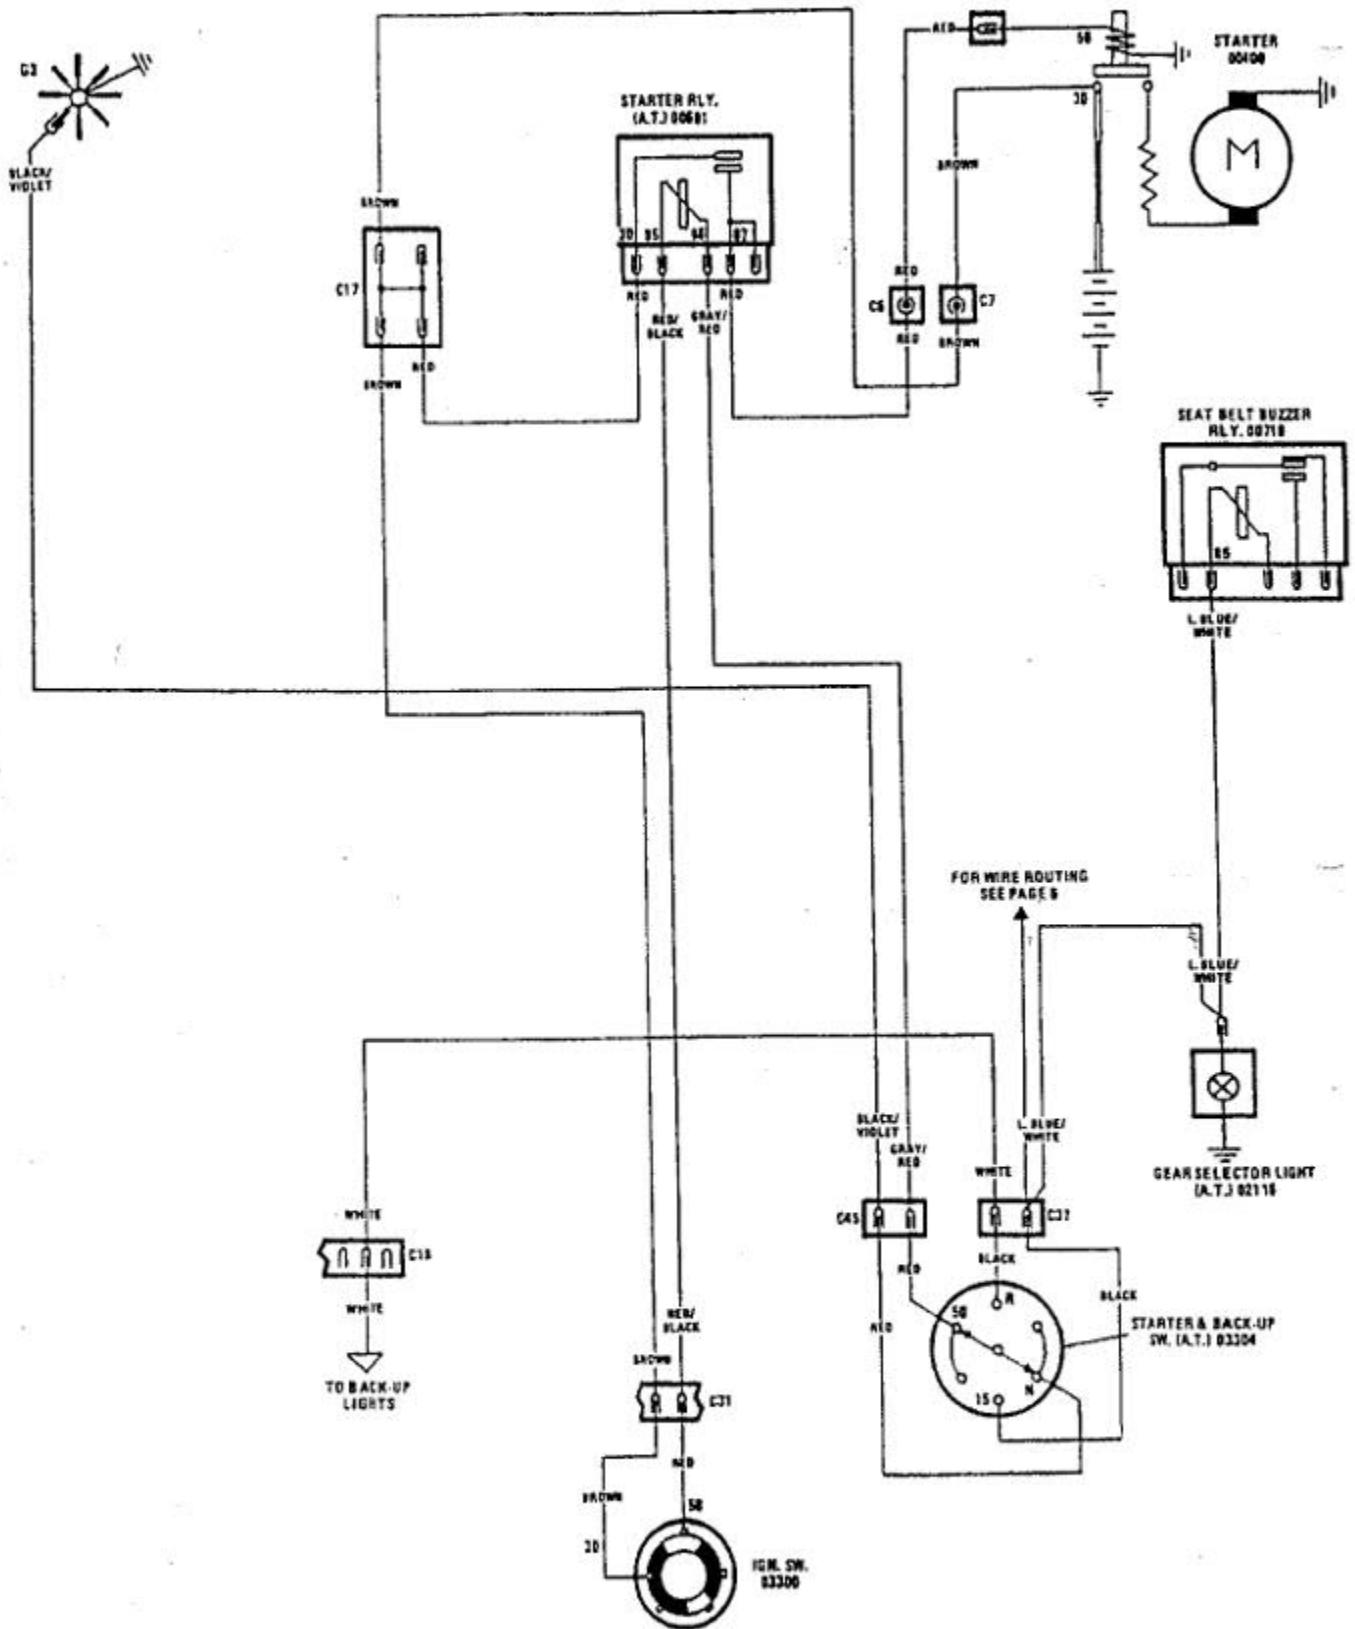 G3
BLACK/
VIOLET
STARTER RLY.
(A.T.) 00581
30 85 86 87
BROWN
C17
RED
BROWN
RED
RED/
BLACK
GRAY/
RED
RED
RED
50
STARTER
00400
30
M
BROWN
RED
C6
C7
RED
BROWN
SEAT BELT BUZZER
RLY. 00718
85
L. BLUE/
WHITE
FOR WIRE ROUTING
SEE PAGE 6
L. BLUE/
WHITE
GEAR SELECTOR LIGHT
(A.T.) 02115
BLACK/
VIOLET
GRAY/
RED
WHITE
L. BLUE/
WHITE
C45
C37
RED
BLACK
RED
BLACK
50
R
N
15
STARTER & BACK-UP
SW. (A.T.) 03304
WHITE
WHITE
TO BACK-UP
LIGHTS
RED/
BLACK
BROWN
C31
RED
BROWN
50
30
IGN. SW.
03300